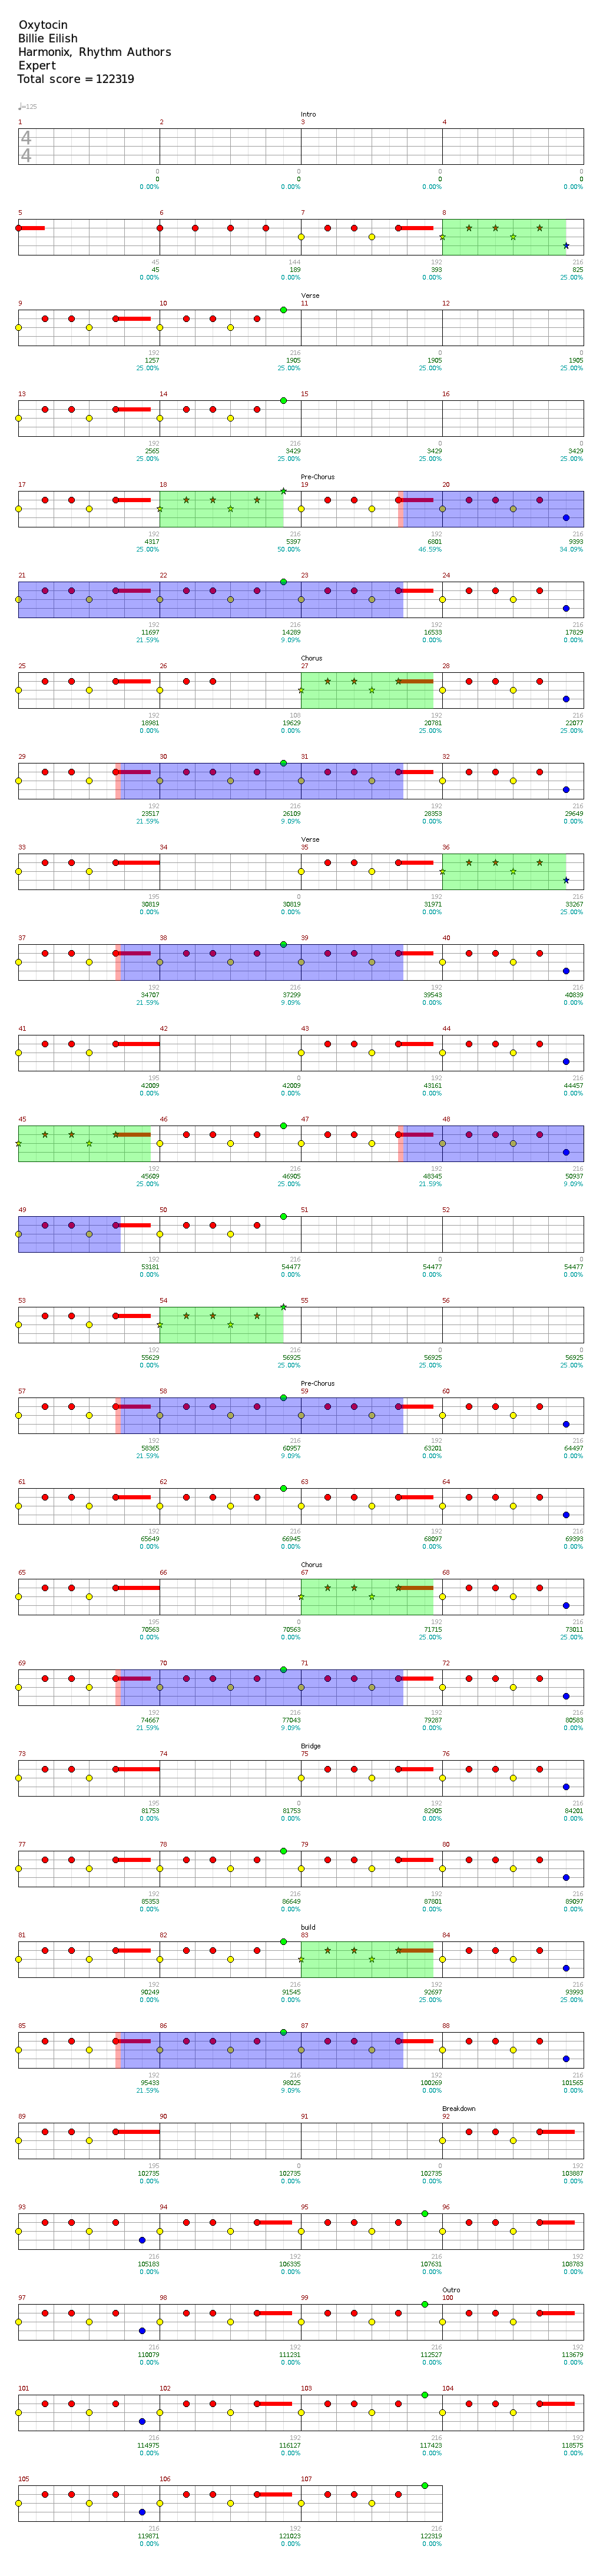 Oxytocin
Billie Eilish
Harmonix, Rhythm Authors
Expert
Total score = 122319
♩=125
Intro
1 2 3 4
4
4
0 0 0
0 0 0
0.00% 0.00% 0.00%
5 6 7 8
45 144 192 216
45 189 393 825
0.00% 0.00% 0.00% 25.00%
Verse
9 10 11 12
192 216 0 0
1257 1905 1905 1905
25.00% 25.00% 25.00% 25.00%
13 14 15 16
192 216 0 0
2565 3429 3429 3429
25.00% 25.00% 25.00% 25.00%
Pre-Chorus
17 18 19 20
192 216 192 216
4317 5397 6801 9393
25.00% 50.00% 46.59% 34.09%
21 22 23 24
192 216 192 216
11697 14289 16533 17829
21.59% 9.09% 0.00% 0.00%
Chorus
25 26 27 28
192 108 192 216
18981 19629 20781 22077
0.00% 0.00% 25.00% 25.00%
29 30 31 32
192 216 192 216
23517 26109 28353 29649
21.59% 9.09% 0.00% 0.00%
Verse
33 34 35 36
195 0 192 216
30819 30819 31971 33267
0.00% 0.00% 0.00% 25.00%
37 38 39 40
192 216 192 216
34707 37299 39543 40839
21.59% 9.09% 0.00% 0.00%
41 42 43 44
195 0 192 216
42009 42009 43161 44457
0.00% 0.00% 0.00% 0.00%
45 46 47 48
192 216 192 216
45609 46905 48345 50937
25.00% 25.00% 21.59% 9.09%
49 50 51 52
192 216 0 0
53181 54477 54477 54477
0.00% 0.00% 0.00% 0.00%
53 54 55 56
192 216 0 0
55629 56925 56925 56925
0.00% 25.00% 25.00% 25.00%
Pre-Chorus
57 58 59 60
192 216 192 216
58365 60957 63201 64497
21.59% 9.09% 0.00% 0.00%
61 62 63 64
192 216 192 216
65649 66945 68097 69393
0.00% 0.00% 0.00% 0.00%
Chorus
65 66 67 68
195 0 192 216
70563 70563 71715 73011
0.00% 0.00% 25.00% 25.00%
69 70 71 72
192 216 192 216
74667 77043 79287 80583
21.59% 9.09% 0.00% 0.00%
Bridge
73 74 75 76
195 0 192 216
81753 81753 82905 84201
0.00% 0.00% 0.00% 0.00%
77 78 79 80
192 216 192 216
85353 86649 87801 89097
0.00% 0.00% 0.00% 0.00%
build
81 82 83 84
192 216 192 216
90249 91545 92697 93993
0.00% 0.00% 25.00% 25.00%
85 86 87 88
192 216 192 216
95433 98025 100269 101565
21.59% 9.09% 0.00% 0.00%
Breakdown
89 90 91 92
195 0 0 192
102735 102735 102735 103887
0.00% 0.00% 0.00% 0.00%
93 94 95 96
216 192 216 192
105183 106335 107631 108783
0.00% 0.00% 0.00% 0.00%
Outro
97 98 99 100
216 192 216 192
110079 111231 112527 113679
0.00% 0.00% 0.00% 0.00%
101 102 103 104
216 192 216 192
114975 116127 117423 118575
0.00% 0.00% 0.00% 0.00%
105 106 107
216 192 216
119871 121023 122319
0.00% 0.00% 0.00%